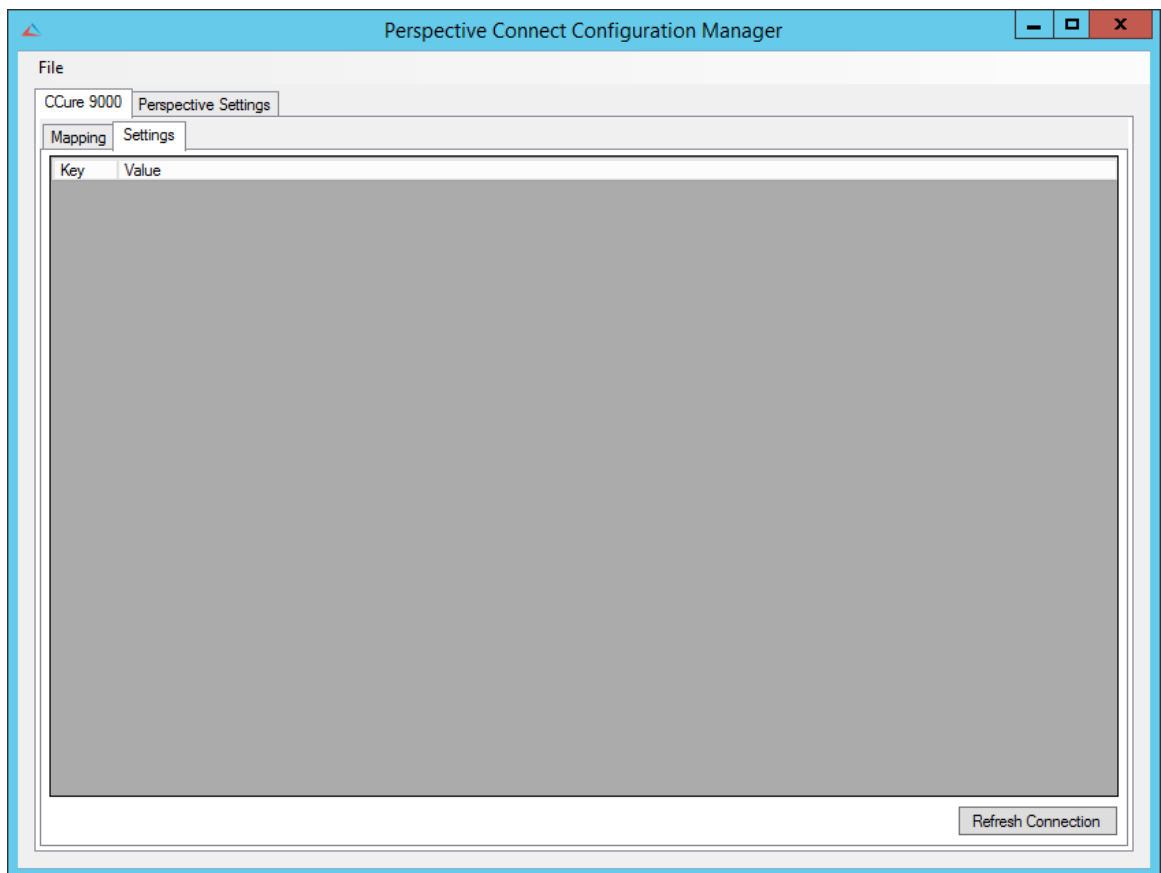 Perspective Connect Configuration Manager
File
CCure 9000 Perspective Settings
Mapping Settings
Key Value
Refresh Connection